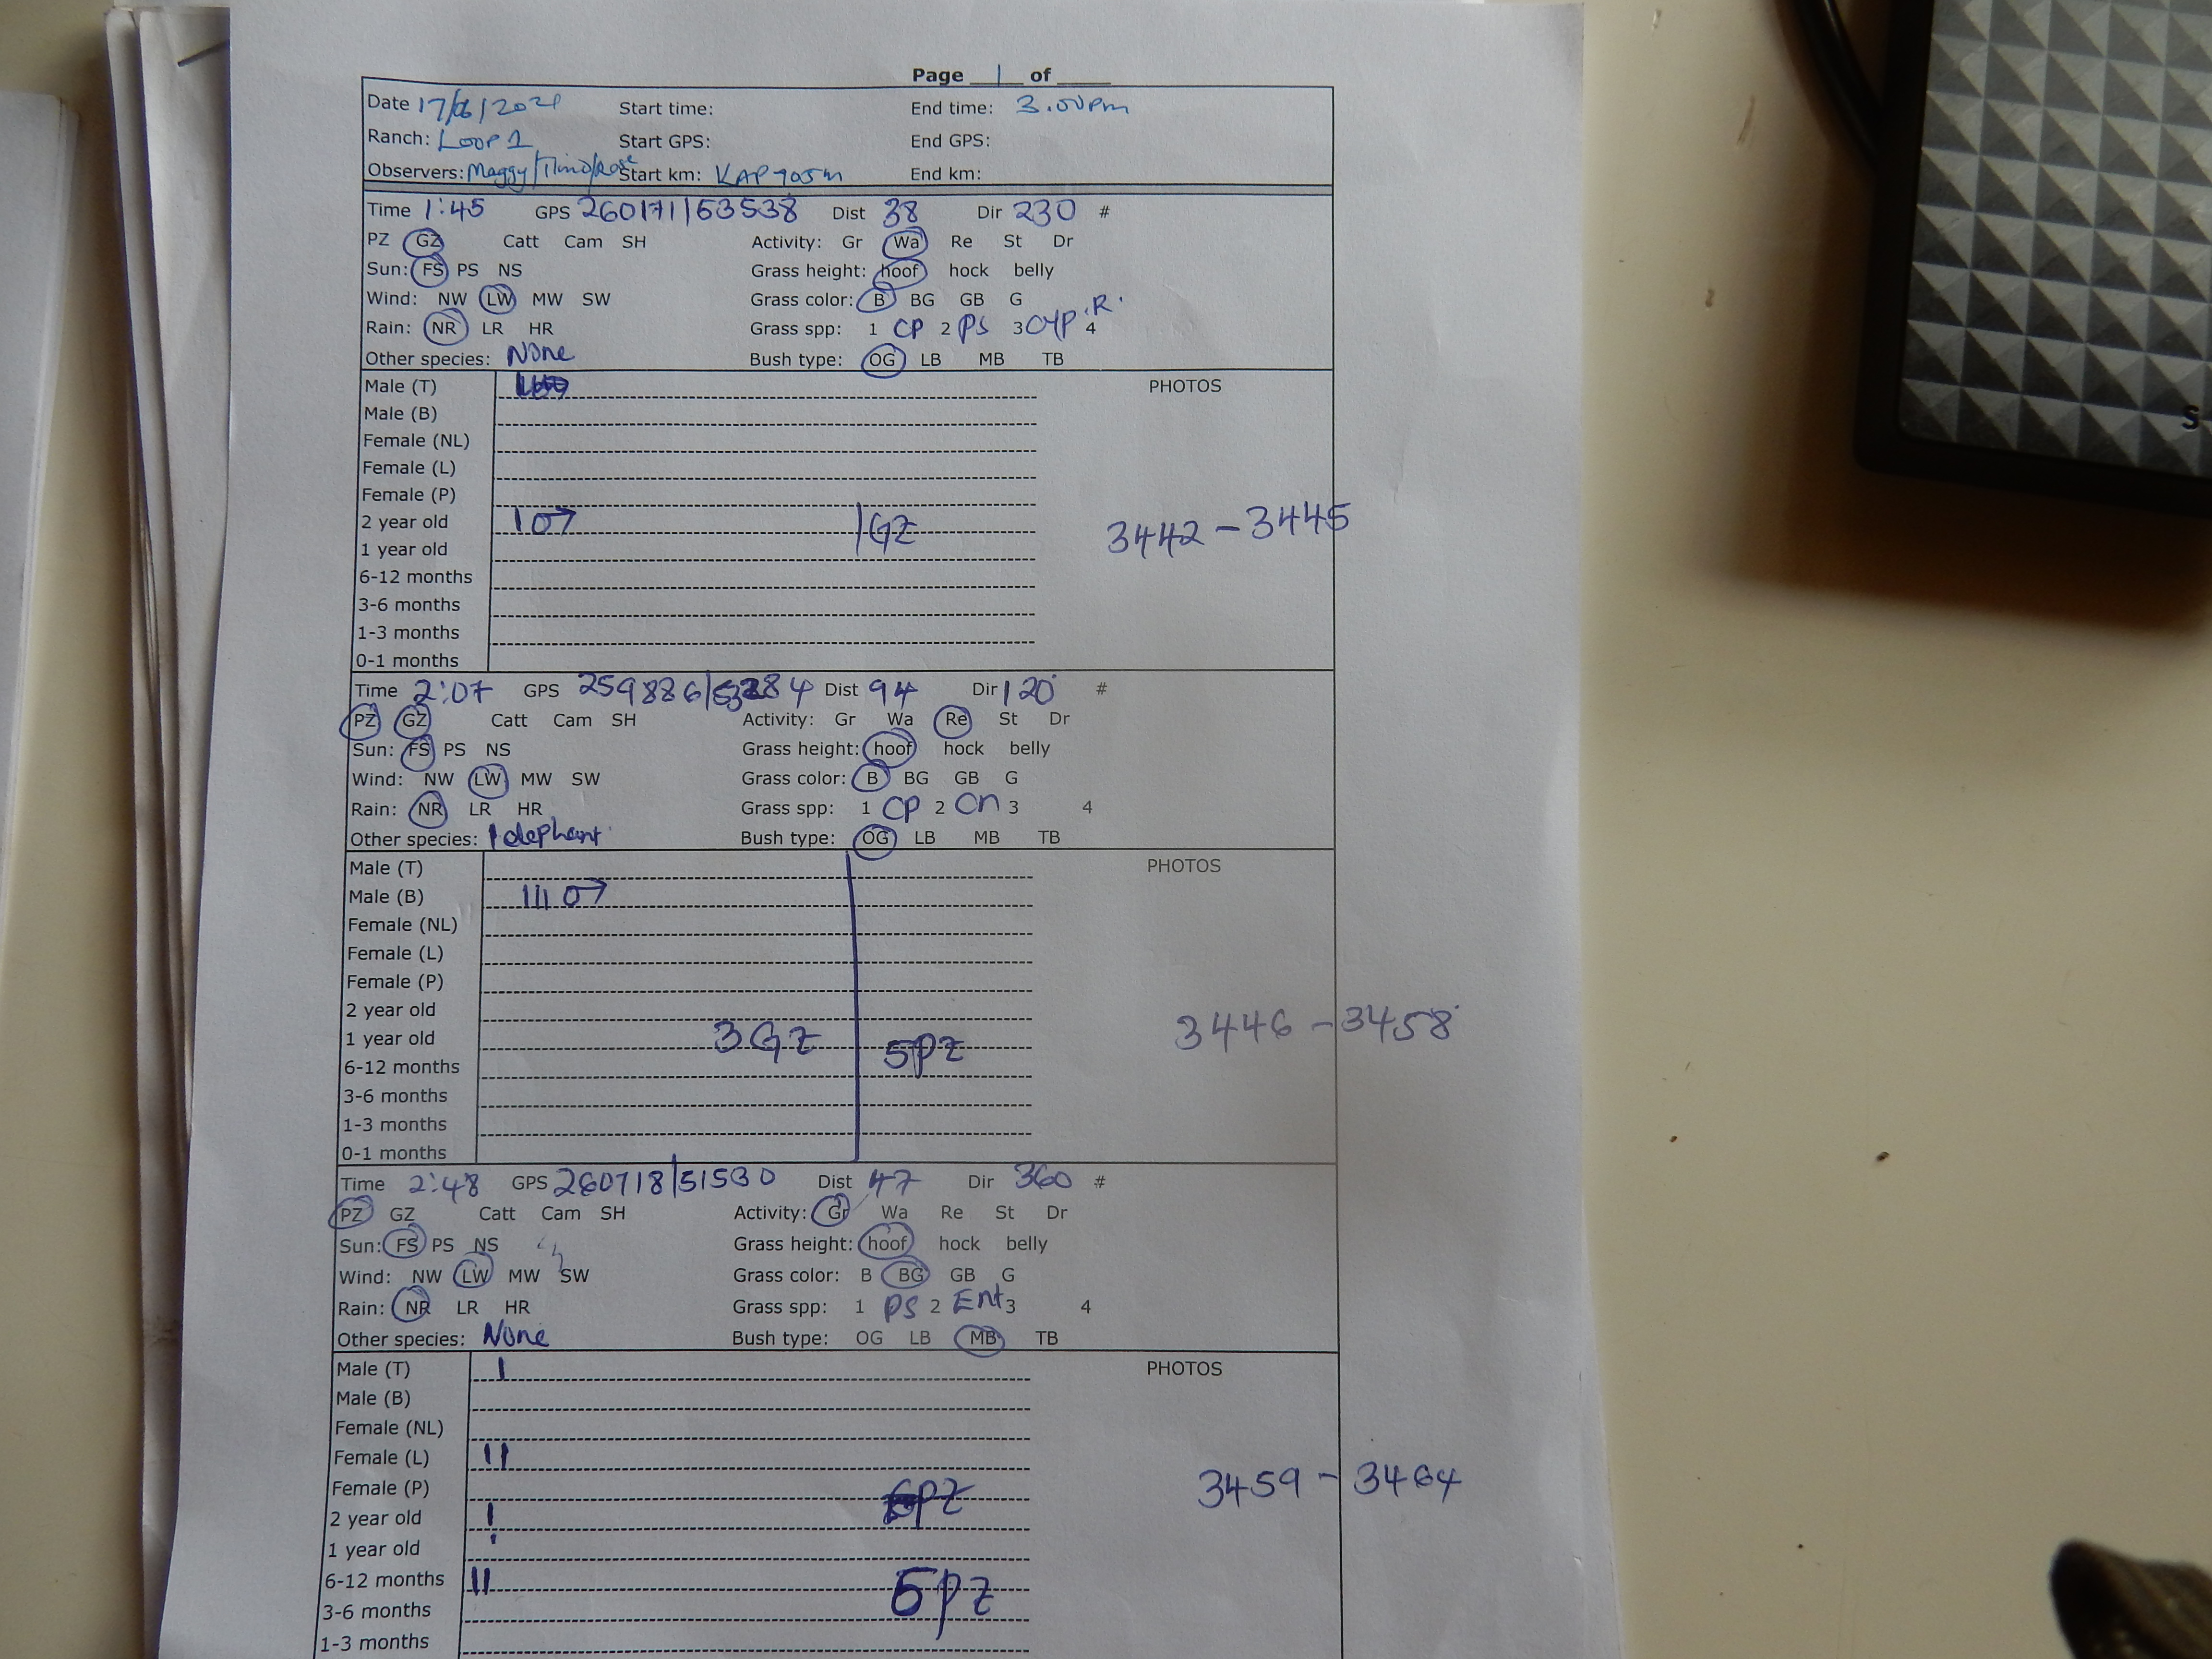 Page 1 of ____
Date 17/06/2021 Start time: End time: 3.00pm
Ranch: Loop 1 Start GPS: End GPS:
Observers: Maggy/Timo/Rose Start km: KAP 905m End km:
Time 1:45 GPS 260171/53538 Dist 38 Dir 230 #
PZ GZ Catt Cam SH Activity: Gr Wa Re St Dr
Sun: FS PS NS Grass height: hoof hock belly
Wind: NW LW MW SW Grass color: B BG GB G
Rain: NR LR HR Grass spp: 1 CP 2 PS 3 CYP.R 4
Other species: None Bush type: OG LB MB TB
Male (T) PHOTOS
Male (B)
Female (NL)
Female (L)
Female (P)
2 year old 1 ♂ 1GZ 3442 - 3445
1 year old
6-12 months
3-6 months
1-3 months
0-1 months
Time 2:07 GPS 259886/53284 Dist 94 Dir 120 #
PZ GZ Catt Cam SH Activity: Gr Wa Re St Dr
Sun: FS PS NS Grass height: hoof hock belly
Wind: NW LW MW SW Grass color: B BG GB G
Rain: NR LR HR Grass spp: 1 CP 2 Cn 3 4
Other species: 1 elephant Bush type: OG LB MB TB
Male (T) PHOTOS
Male (B) III ♂
Female (NL)
Female (L)
Female (P)
2 year old
1 year old 3GZ 5PZ 3446 - 3458
6-12 months
3-6 months
1-3 months
0-1 months
Time 2:48 GPS 260718/51530 Dist 47 Dir 360 #
PZ GZ Catt Cam SH Activity: Gr Wa Re St Dr
Sun: FS PS NS Grass height: hoof hock belly
Wind: NW LW MW SW Grass color: B BG GB G
Rain: NR LR HR Grass spp: 1 PS 2 Ent 3 4
Other species: None Bush type: OG LB MB TB
Male (T) I PHOTOS
Male (B)
Female (NL)
Female (L) II
Female (P) 3459 - 3464
2 year old I
1 year old
6-12 months II 6PZ
3-6 months
1-3 months
S